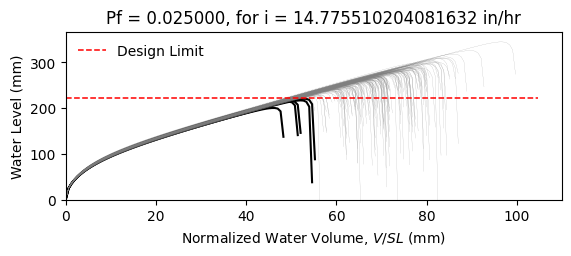 Pf = 0.025000, for i = 14.775510204081632 in/hr
Design Limit
Water Level (mm)
300
200
100
0
0 20 40 60 80 100
Normalized Water Volume, V/SL (mm)